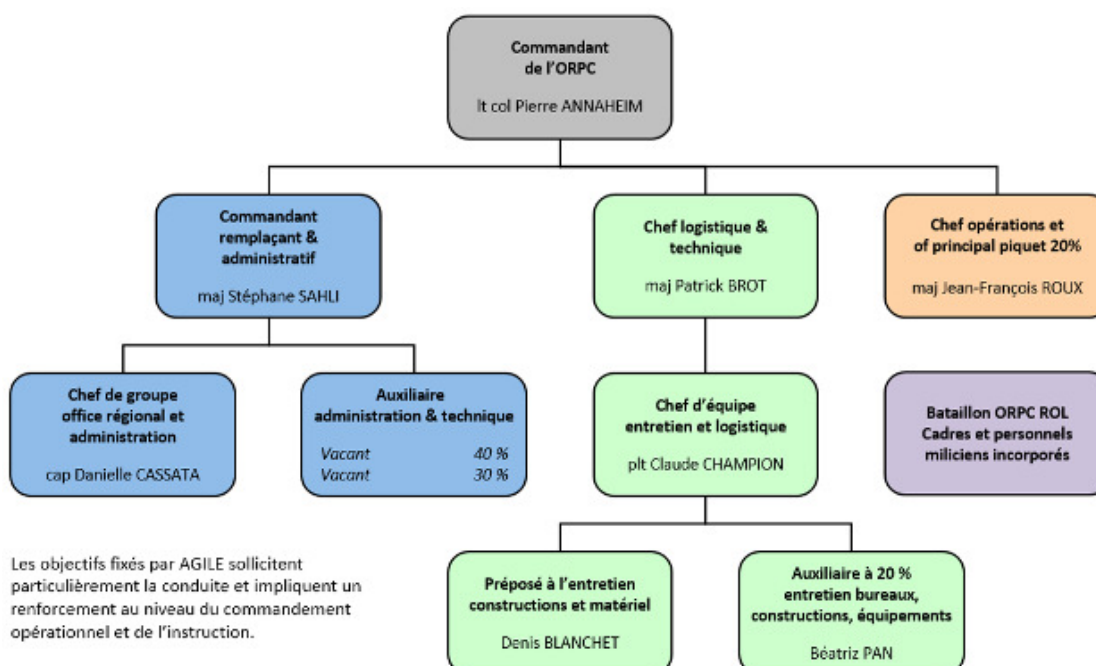 Commandant
de l'ORPC
lt col Pierre ANNAHEIM
Commandant
remplaçant &
administratif
maj Stéphane SAHLI
Chef logistique &
technique
maj Patrick BROT
Chef opérations et
of principal piquet 20%
maj Jean-François ROUX
Chef de groupe
office régional et
administration
cap Danielle CASSATA
Auxiliaire
administration & technique
Vacant 40 %
Vacant 30 %
Chef d'équipe
entretien et logistique
plt Claude CHAMPION
Bataillon ORPC ROL
Cadres et personnels
miliciens incorporés
Les objectifs fixés par AGILE sollicitent
particulièrement la conduite et impliquent un
renforcement au niveau du commandement
opérationnel et de l'instruction.
Préposé à l'entretien
constructions et matériel
Denis BLANCHET
Auxiliaire à 20 %
entretien bureaux,
constructions, équipements
Béatriz PAN